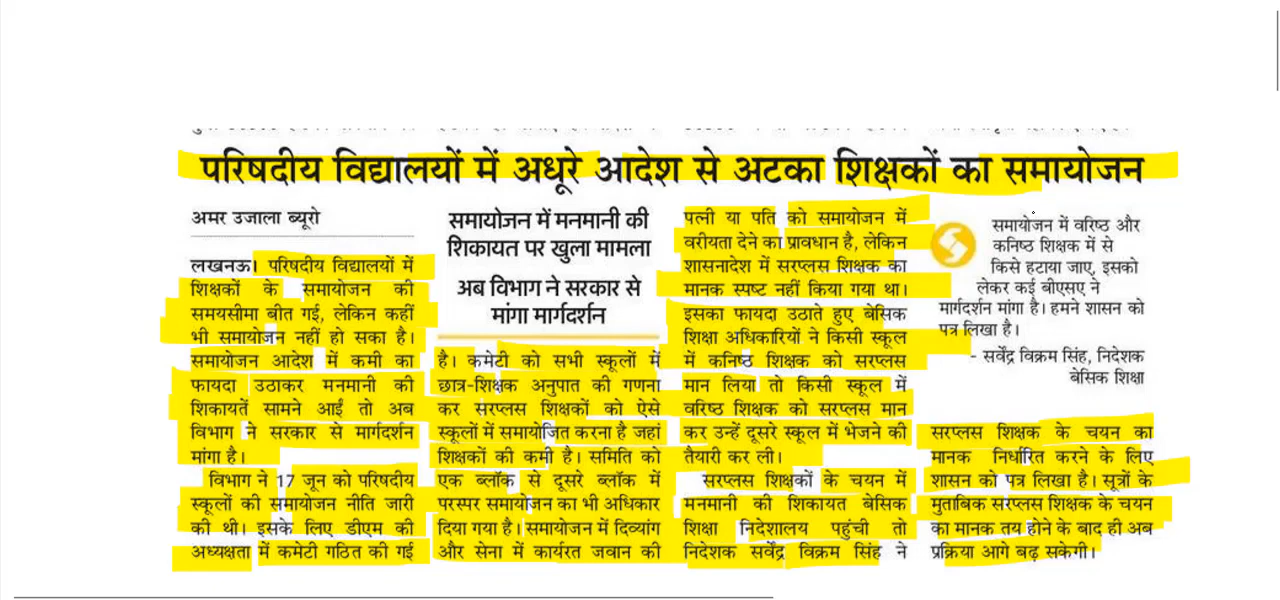 परिषदीय विद्यालयों में अधूरे आदेश से अटका शिक्षकों का समायोजन
अमर उजाला ब्यूरो
लखनऊ। परिषदीय विद्यालयों में
शिक्षकों के समायोजन की
समयसीमा बीत गई, लेकिन कहीं
भी समायोजन नहीं हो सका है।
समायोजन आदेश में कमी का
फायदा उठाकर मनमानी की
शिकायतें सामने आईं तो अब
विभाग ने सरकार से मार्गदर्शन
मांगा है।
विभाग ने 17 जून को परिषदीय
स्कूलों की समायोजन नीति जारी
की थी। इसके लिए डीएम की
अध्यक्षता में कमेटी गठित की गई
समायोजन में मनमानी की
शिकायत पर खुला मामला
अब विभाग ने सरकार से
मांगा मार्गदर्शन
है। कमेटी को सभी स्कूलों में
छात्र-शिक्षक अनुपात की गणना
कर सरप्लस शिक्षकों को ऐसे
स्कूलों में समायोजित करना है जहां
शिक्षकों की कमी है। समिति को
एक ब्लॉक से दूसरे ब्लॉक में
परस्पर समायोजन का भी अधिकार
दिया गया है। समायोजन में दिव्यांग
और सेना में कार्यरत जवान की
पत्नी या पति को समायोजन में
वरीयता देने का प्रावधान है, लेकिन
शासनादेश में सरप्लस शिक्षक का
मानक स्पष्ट नहीं किया गया था।
इसका फायदा उठाते हुए बेसिक
शिक्षा अधिकारियों ने किसी स्कूल
में कनिष्ठ शिक्षक को सरप्लस
मान लिया तो किसी स्कूल में
वरिष्ठ शिक्षक को सरप्लस मान
कर उन्हें दूसरे स्कूल में भेजने की
तैयारी कर ली।
सरप्लस शिक्षकों के चयन में
मनमानी की शिकायत बेसिक
शिक्षा निदेशालय पहुंची तो
निदेशक सर्वेंद्र विक्रम सिंह ने
समायोजन में वरिष्ठ और
कनिष्ठ शिक्षक में से
किसे हटाया जाए, इसको
लेकर कई बीएसए ने
मार्गदर्शन मांगा है। हमने शासन को
पत्र लिखा है।
- सर्वेंद्र विक्रम सिंह, निदेशक
बेसिक शिक्षा
सरप्लस शिक्षक के चयन का
मानक निर्धारित करने के लिए
शासन को पत्र लिखा है। सूत्रों के
मुताबिक सरप्लस शिक्षक के चयन
का मानक तय होने के बाद ही अब
प्रक्रिया आगे बढ़ सकेगी।